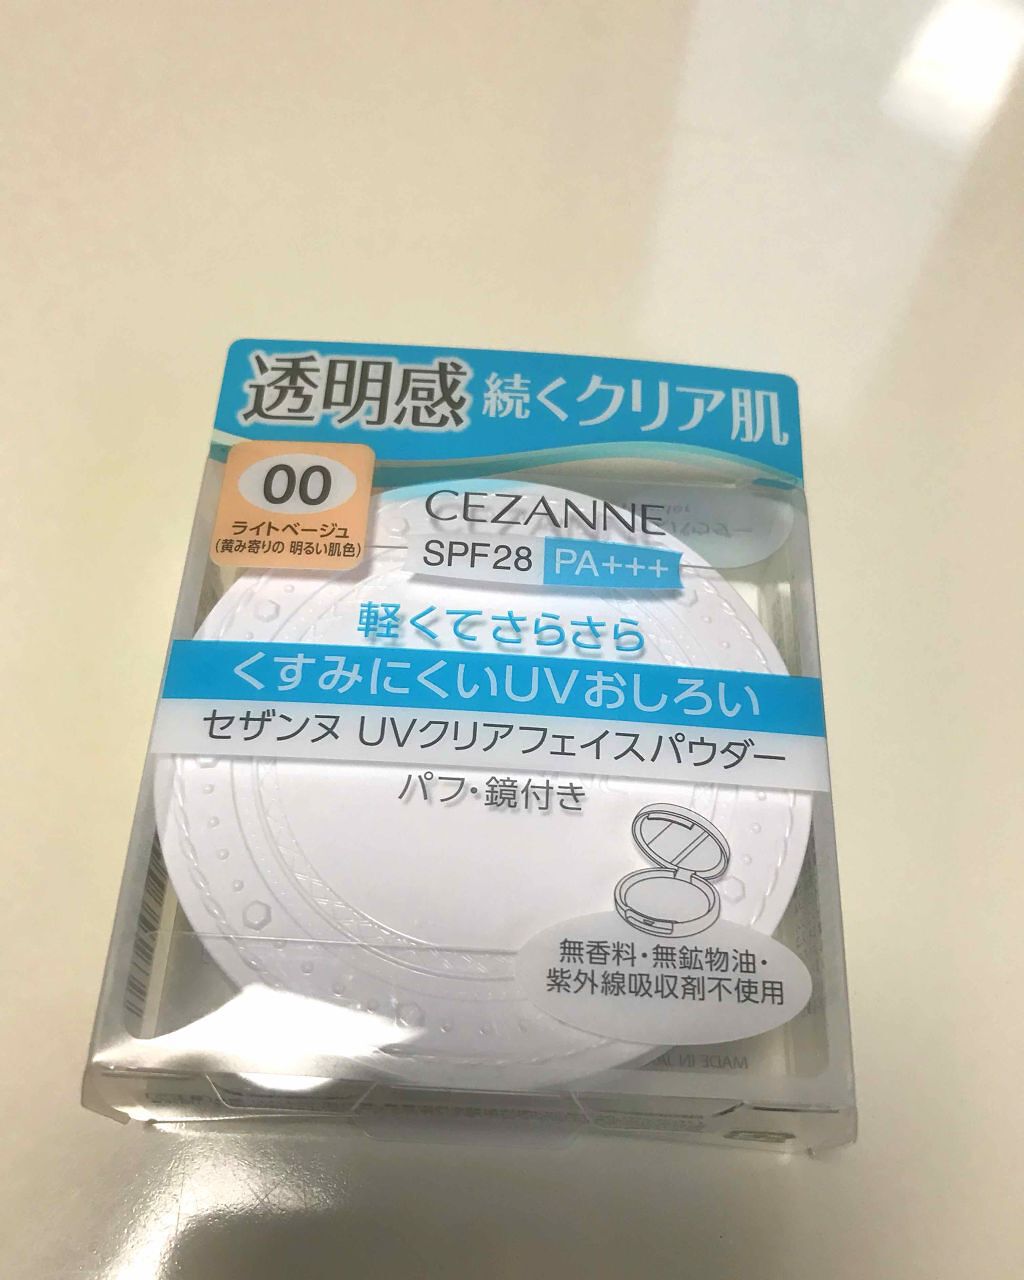 透明感 続くクリア肌
00
ライトベージュ
(黄み寄りの 明るい肌色)
CEZANNE
SPF28 PA+++
軽くてさらさら
くすみにくいUVおしろい
セザンヌ UVクリアフェイスパウダー
パフ・鏡付き
無香料・無鉱物油・
紫外線吸収剤不使用
MADE IN